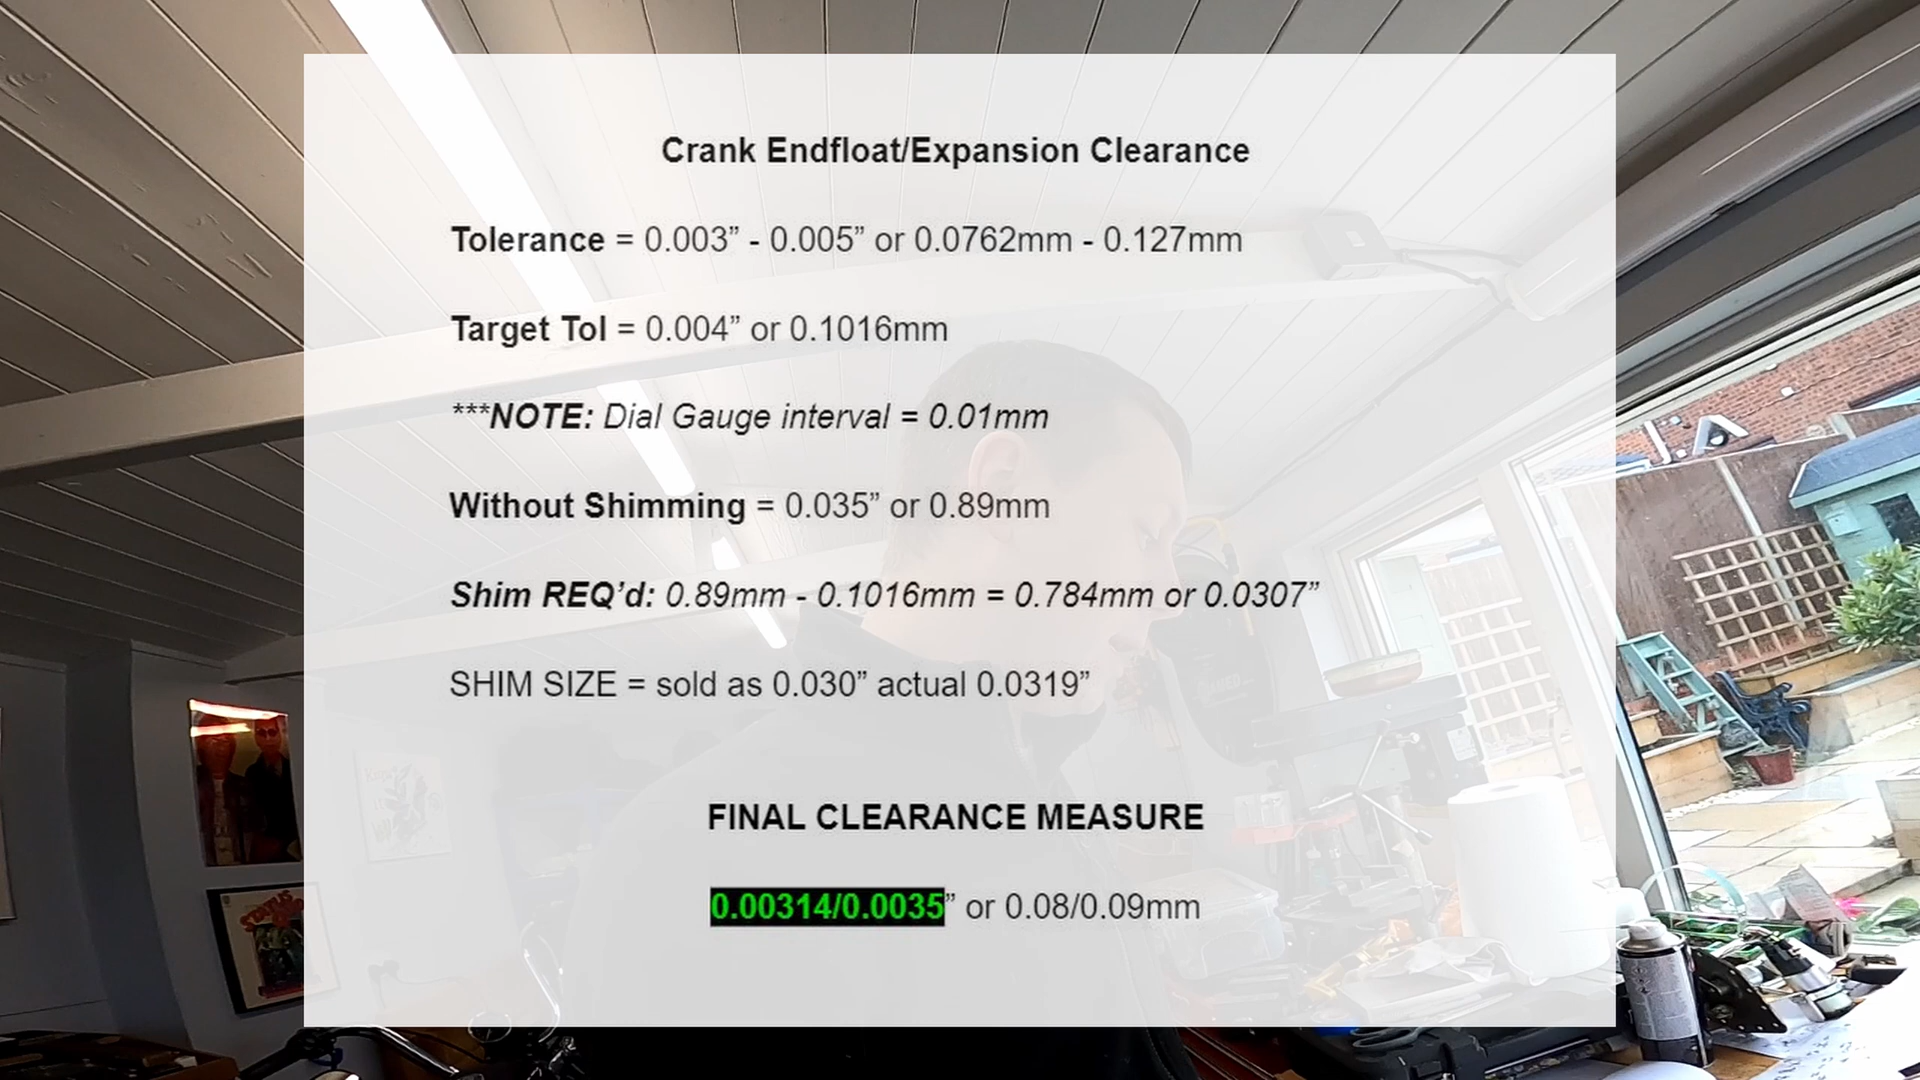 Crank Endfloat/Expansion Clearance
Tolerance = 0.003” - 0.005” or 0.0762mm - 0.127mm
Target Tol = 0.004” or 0.1016mm
***NOTE: Dial Gauge interval = 0.01mm
Without Shimming = 0.035” or 0.89mm
Shim REQ’d: 0.89mm - 0.1016mm = 0.784mm or 0.0307”
SHIM SIZE = sold as 0.030” actual 0.0319”
FINAL CLEARANCE MEASURE
0.00314/0.0035” or 0.08/0.09mm